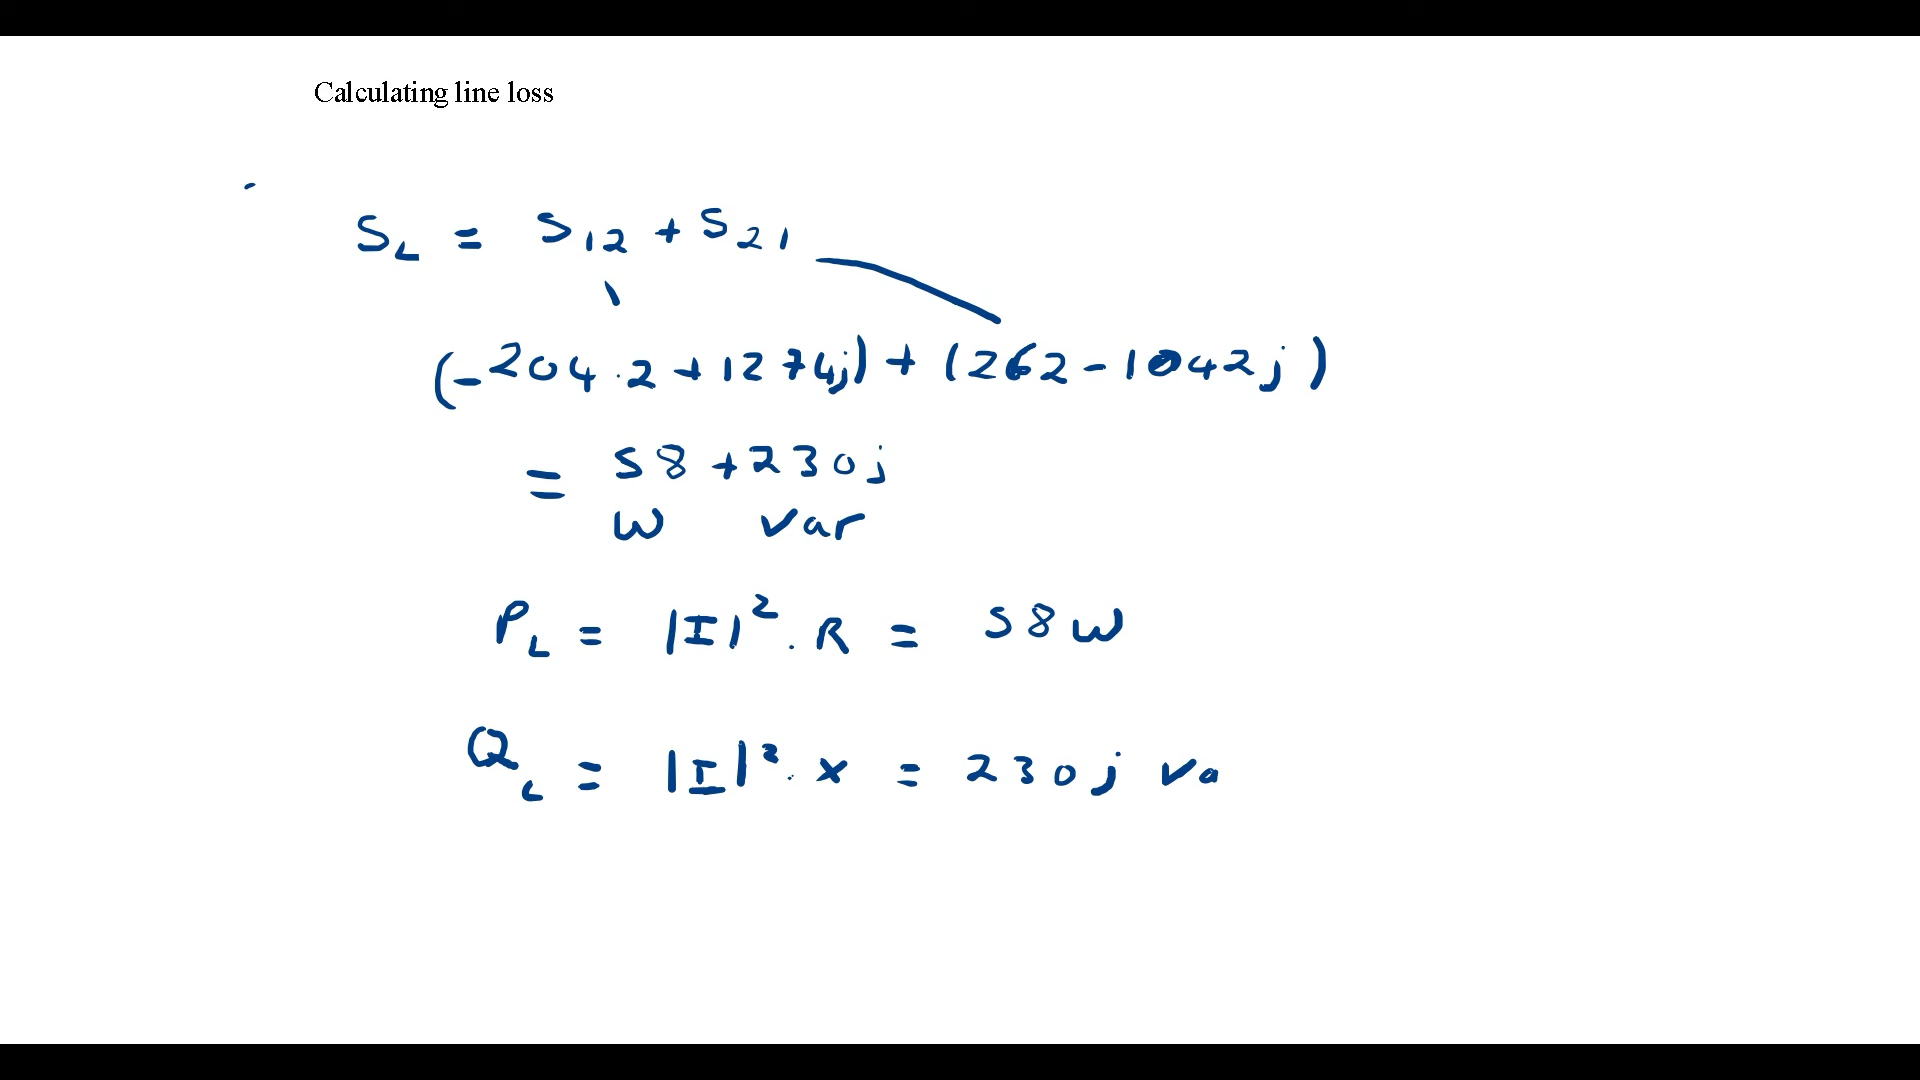 Calculating line loss
S_L = S_12 + S_21
(-204.2 + 1274j) + (262 - 1042j)
= 58 + 230j
W var
P_L = |I|^2 . R = 58 W
Q_L = |I|^2 . x = 230j va